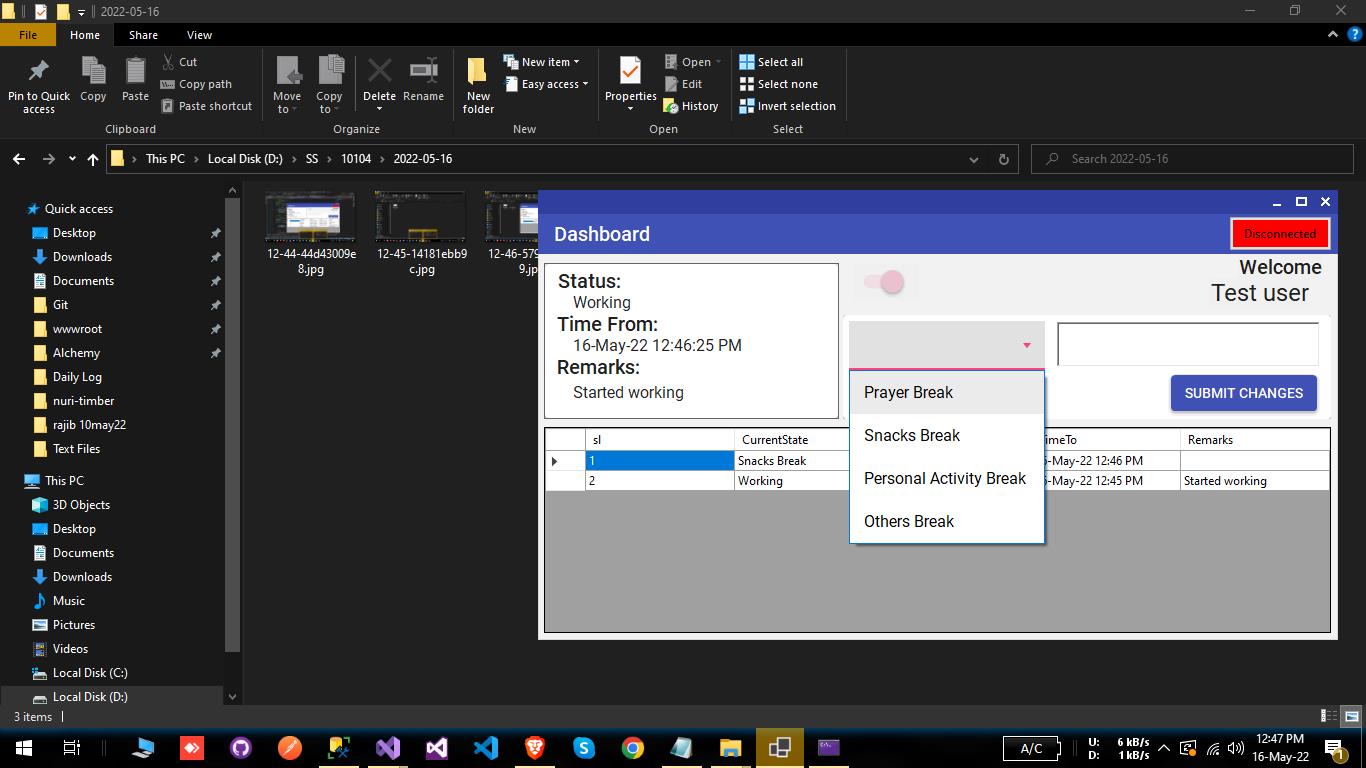 2022-05-16
File
Home
Share
View
Pin to Quick access
Copy
Paste
Cut
Copy path
Paste shortcut
Clipboard
Move to
Copy to
Delete
Rename
Organize
New folder
New item
Easy access
New
Properties
Open
Edit
History
Open
Select all
Select none
Invert selection
Select
This PC
Local Disk (D:)
SS
10104
2022-05-16
Search 2022-05-16
Quick access
Desktop
Downloads
Documents
Git
wwwroot
Alchemy
Daily Log
nuri-timber
rajib 10may22
Text Files
This PC
3D Objects
Desktop
Documents
Downloads
Music
Pictures
Videos
Local Disk (C:)
Local Disk (D:)
3 items
12-44-44d43009e
8.jpg
12-45-14181ebb9
c.jpg
12-46-579
9.jp
Dashboard
Disconnected
Status:
Working
Time From:
16-May-22 12:46:25 PM
Remarks:
Started working
Welcome
Test user
SUBMIT CHANGES
Prayer Break
Snacks Break
Personal Activity Break
Others Break
sl CurrentState imeTo Remarks
1 Snacks Break 6-May-22 12:46 PM
2 Working 6-May-22 12:45 PM Started working
A/C
U: 6 kB/s
D: 1 kB/s
12:47 PM
16-May-22
1